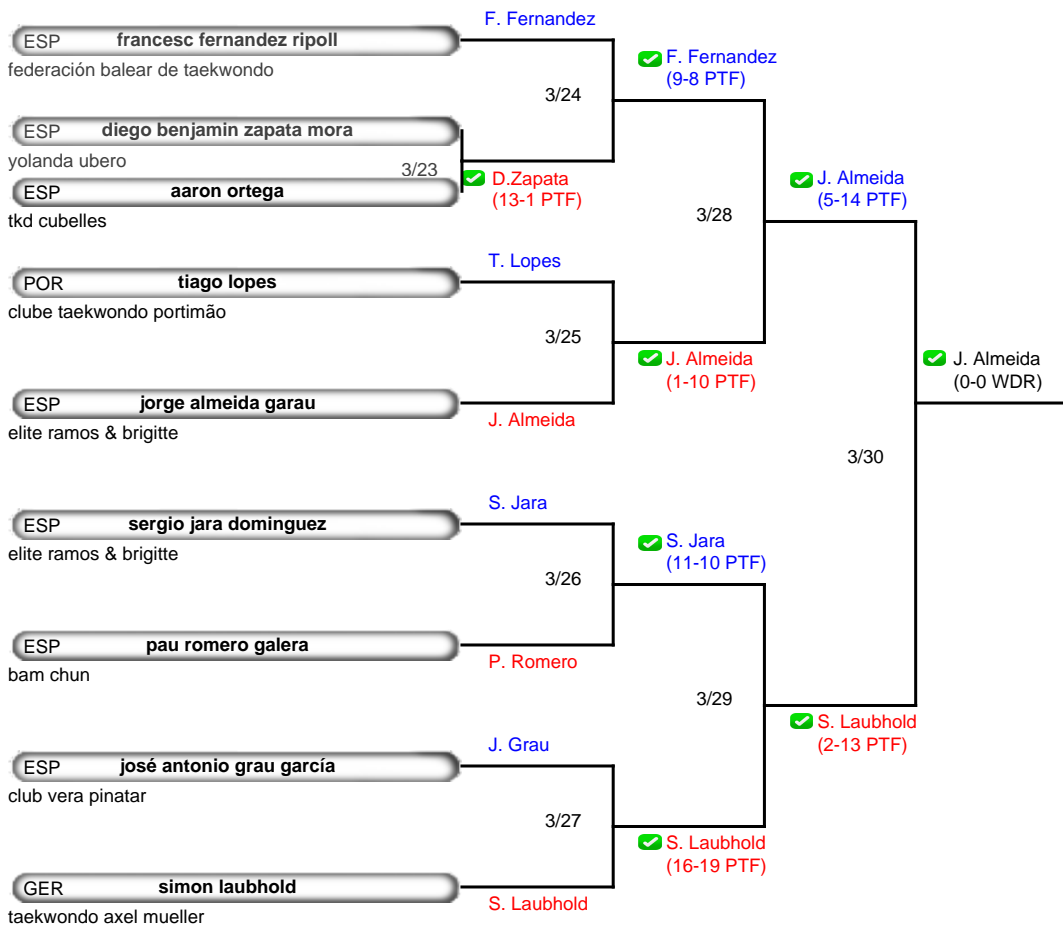 F. Fernandez
ESP francesc fernandez ripoll
federación balear de taekwondo
F. Fernandez
(9-8 PTF)
3/24
ESP diego benjamin zapata mora
yolanda ubero
3/23
D.Zapata
(13-1 PTF)
ESP aaron ortega
tkd cubelles
J. Almeida
(5-14 PTF)
3/28
T. Lopes
POR tiago lopes
clube taekwondo portimão
3/25
J. Almeida
(1-10 PTF)
J. Almeida
(0-0 WDR)
ESP jorge almeida garau
elite ramos & brigitte
J. Almeida
3/30
S. Jara
ESP sergio jara dominguez
elite ramos & brigitte
S. Jara
(11-10 PTF)
3/26
ESP pau romero galera
bam chun
P. Romero
3/29
S. Laubhold
(2-13 PTF)
J. Grau
ESP josé antonio grau garcía
club vera pinatar
3/27
S. Laubhold
(16-19 PTF)
GER simon laubhold
taekwondo axel mueller
S. Laubhold